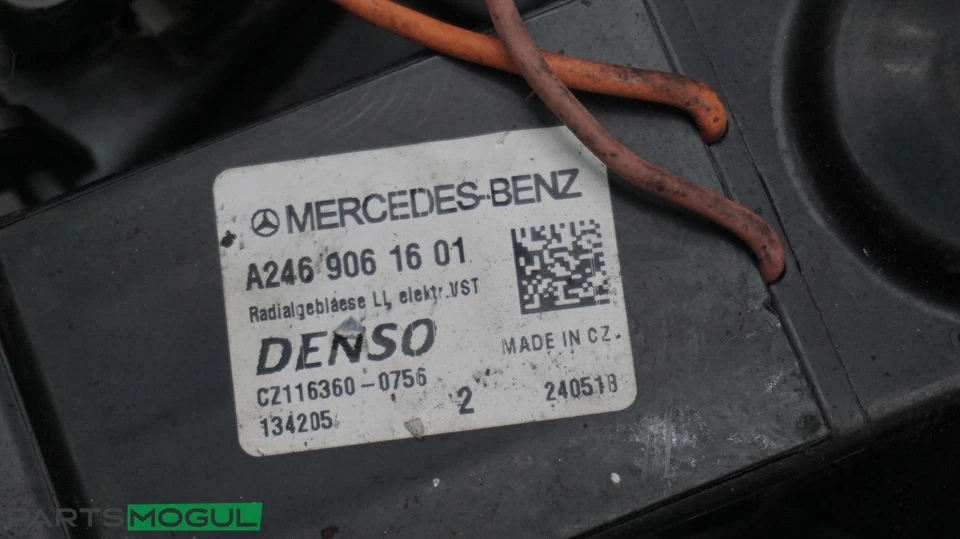 MERCEDES-BENZ
A246 906 16 01
Radialgeblaese LL elektr.VST
DENSO
MADE IN CZ.
CZ116360-0756
134205
2
240518
PARTSMOGUL